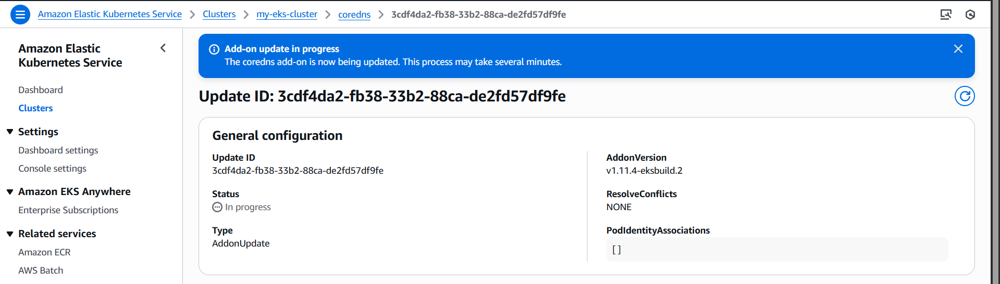 Amazon Elastic Kubernetes Service > Clusters > my-eks-cluster > coredns > 3cdf4da2-fb38-33b2-88ca-de2fd57df9fe
Amazon Elastic
Kubernetes Service
Dashboard
Clusters
Settings
Dashboard settings
Console settings
Amazon EKS Anywhere
Enterprise Subscriptions
Related services
Amazon ECR
AWS Batch
Add-on update in progress
The coredns add-on is now being updated. This process may take several minutes.
Update ID: 3cdf4da2-fb38-33b2-88ca-de2fd57df9fe
General configuration
Update ID
3cdf4da2-fb38-33b2-88ca-de2fd57df9fe
Status
In progress
Type
AddonUpdate
AddonVersion
v1.11.4-eksbuild.2
ResolveConflicts
NONE
PodIdentityAssociations
[]